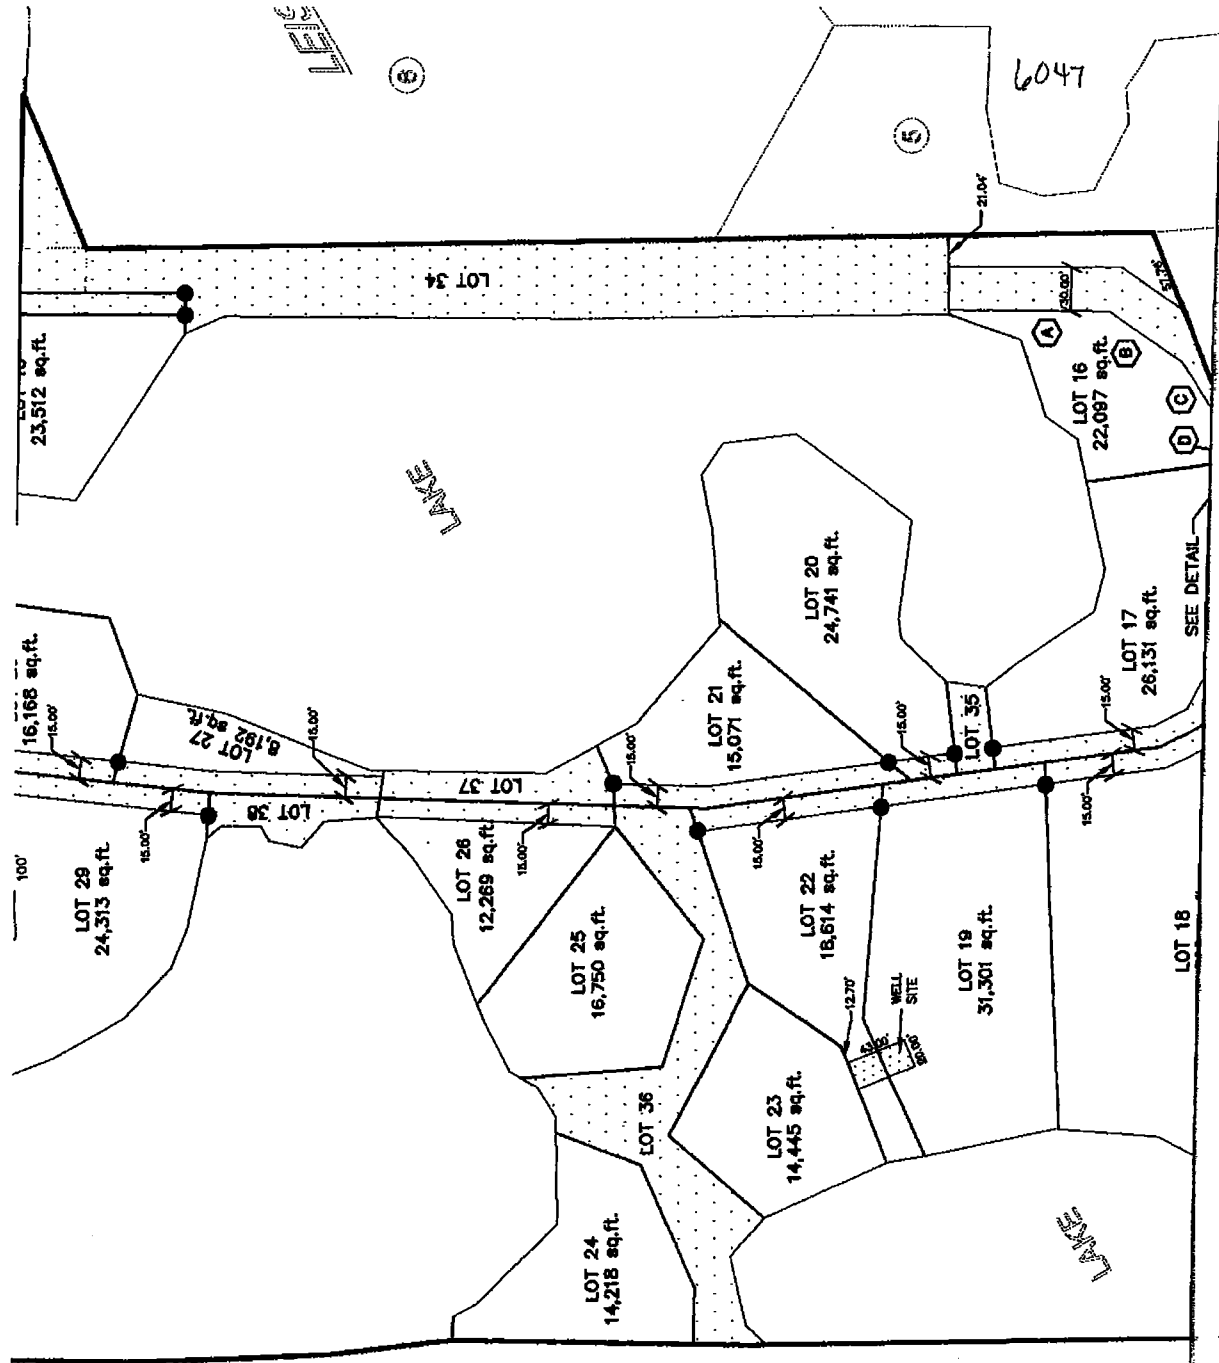 6047
6
5
21.04'
LOT 34
30.00'
57.76'
A
B
C
D
23,512 sq.ft.
LOT 16
22,097 sq.ft.
LAKE
LOT 20
24,741 sq.ft.
SEE DETAIL
LOT 17
26,131 sq.ft.
16,168 sq.ft.
15.00'
LOT 27
8,192 sq.ft.
15.00'
LOT 21
15,071 sq.ft.
15.00'
15.00'
LOT 35
15.00'
LOT 37
LOT 38
15.00'
15.00'
15.00'
15.00'
100'
LOT 29
24,313 sq.ft.
LOT 26
12,269 sq.ft.
LOT 22
18,614 sq.ft.
LOT 25
16,750 sq.ft.
LOT 19
31,301 sq.ft.
LOT 18
12.70'
WELL
SITE
20.00'
LOT 36
LOT 23
14,445 sq.ft.
LOT 24
14,218 sq.ft.
LAKE